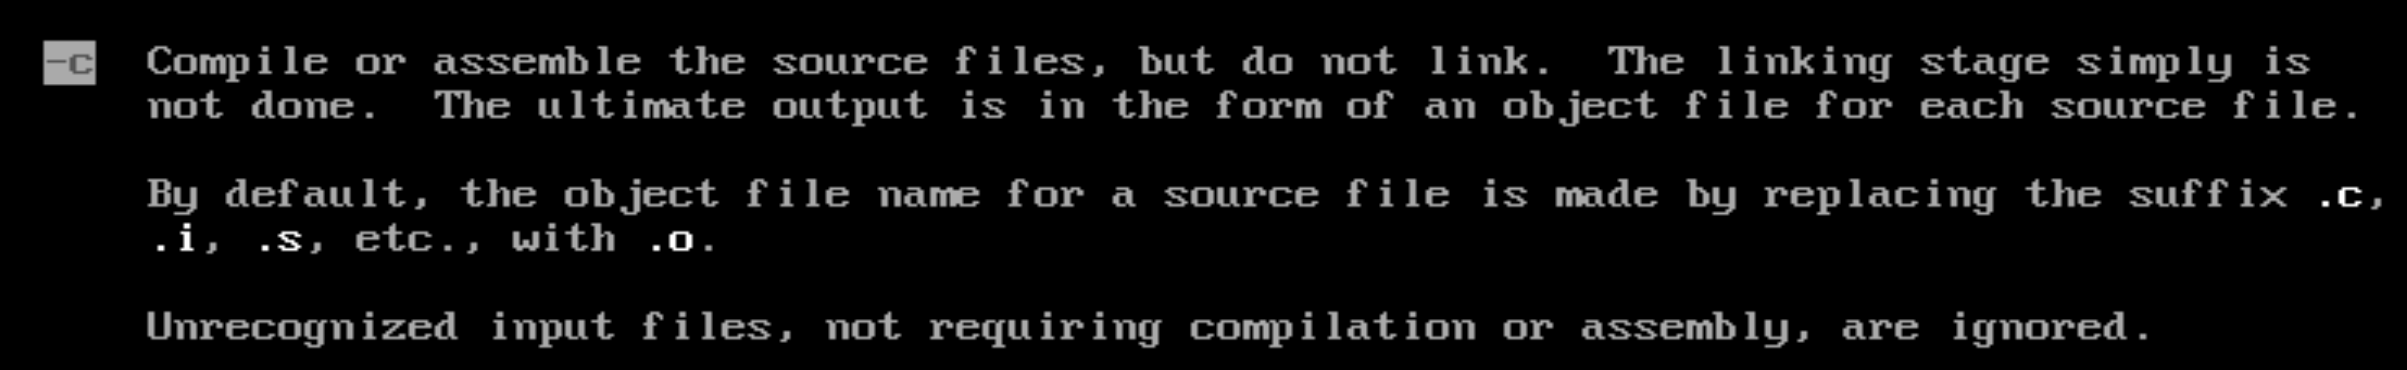 -c Compile or assemble the source files, but do not link. The linking stage simply is
not done. The ultimate output is in the form of an object file for each source file.
By default, the object file name for a source file is made by replacing the suffix .c,
.i, .s, etc., with .o.
Unrecognized input files, not requiring compilation or assembly, are ignored.